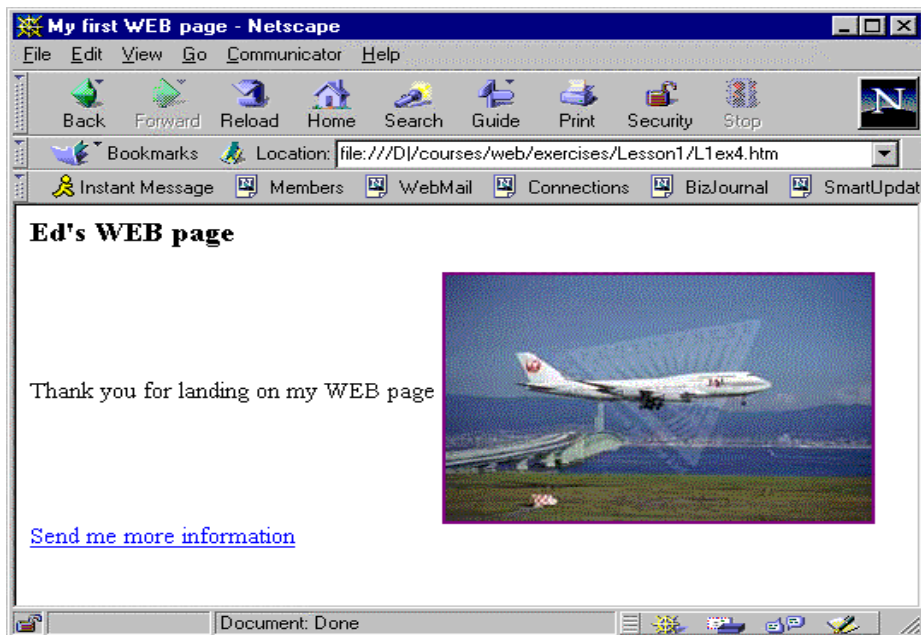 My first WEB page - Netscape
File Edit View Go Communicator Help
Back Forward Reload Home Search Guide Print Security Stop
N
Bookmarks Location: file:///D|/courses/web/exercises/Lesson1/L1ex4.htm
Instant Message Members WebMail Connections BizJournal SmartUpdat
Ed's WEB page
Thank you for landing on my WEB page
Send me more information
Document: Done